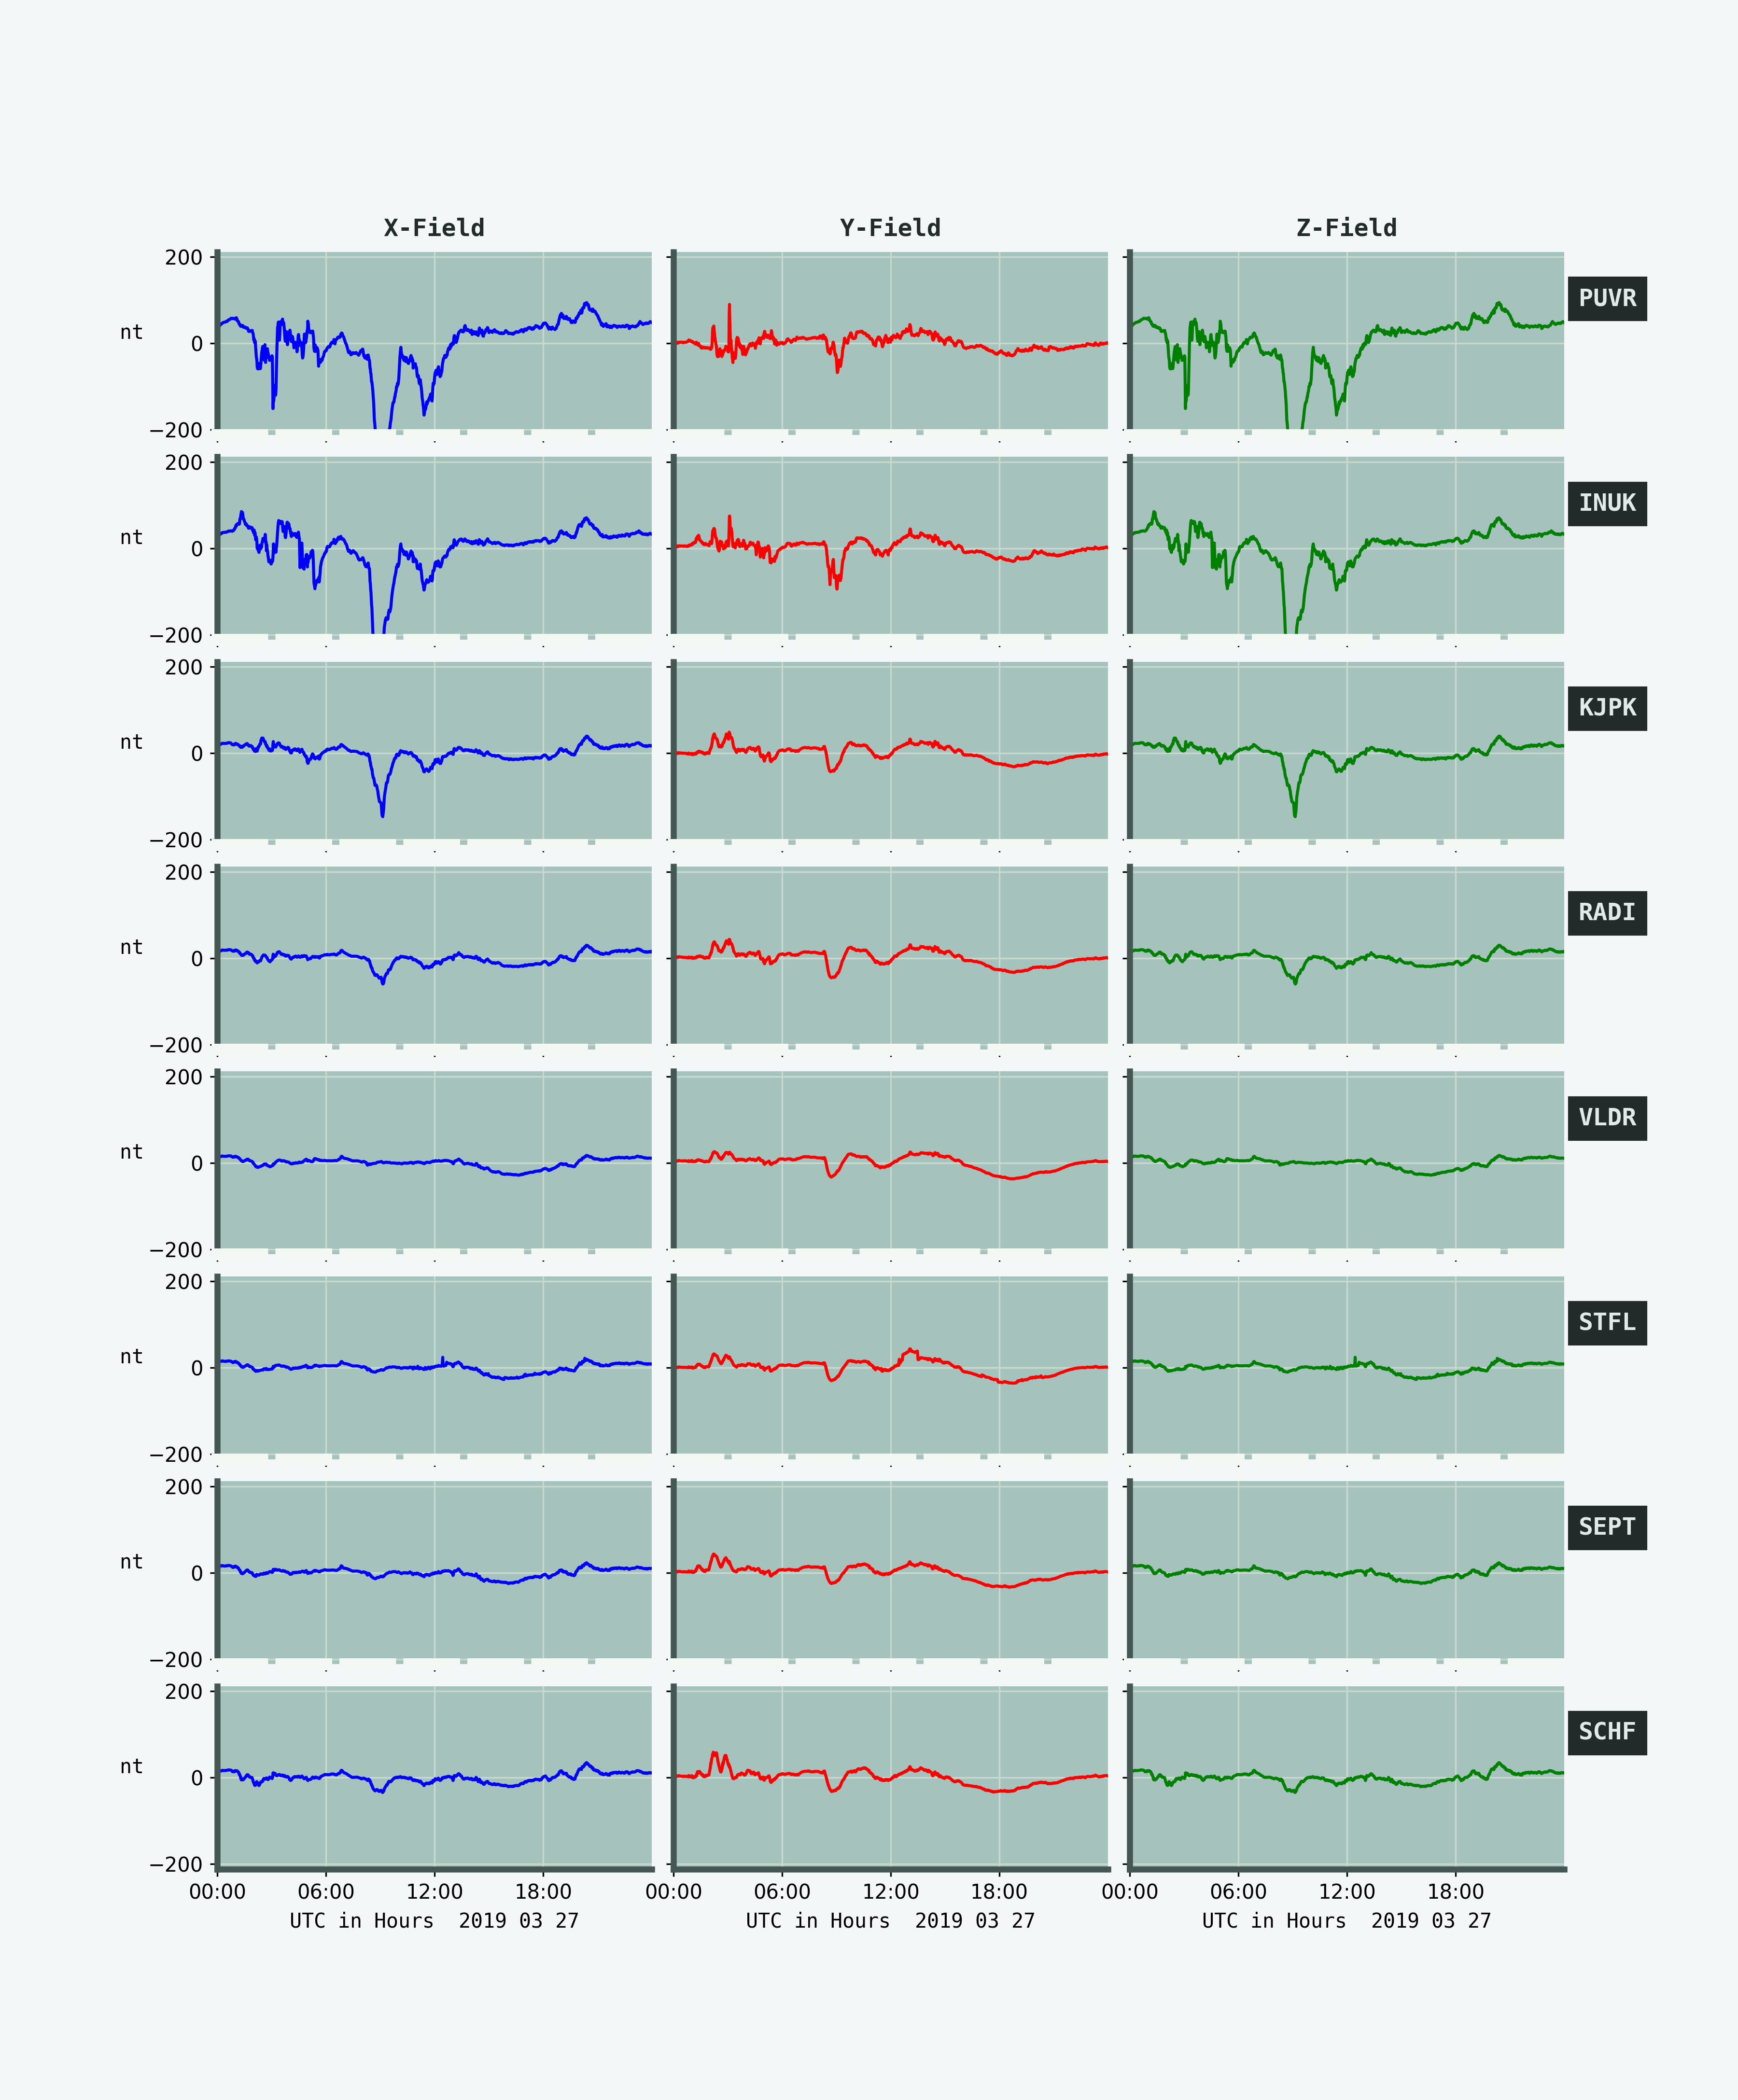 X-Field Y-Field Z-Field
200
nt 0
−200
PUVR
200
nt 0
−200
INUK
200
nt 0
−200
KJPK
200
nt 0
−200
RADI
200
nt 0
−200
VLDR
200
nt 0
−200
STFL
200
nt 0
−200
SEPT
200
nt 0
−200
SCHF
00:00 06:00 12:00 18:00 00:00 06:00 12:00 18:00 00:00 06:00 12:00 18:00
UTC in Hours 2019 03 27 UTC in Hours 2019 03 27 UTC in Hours 2019 03 27